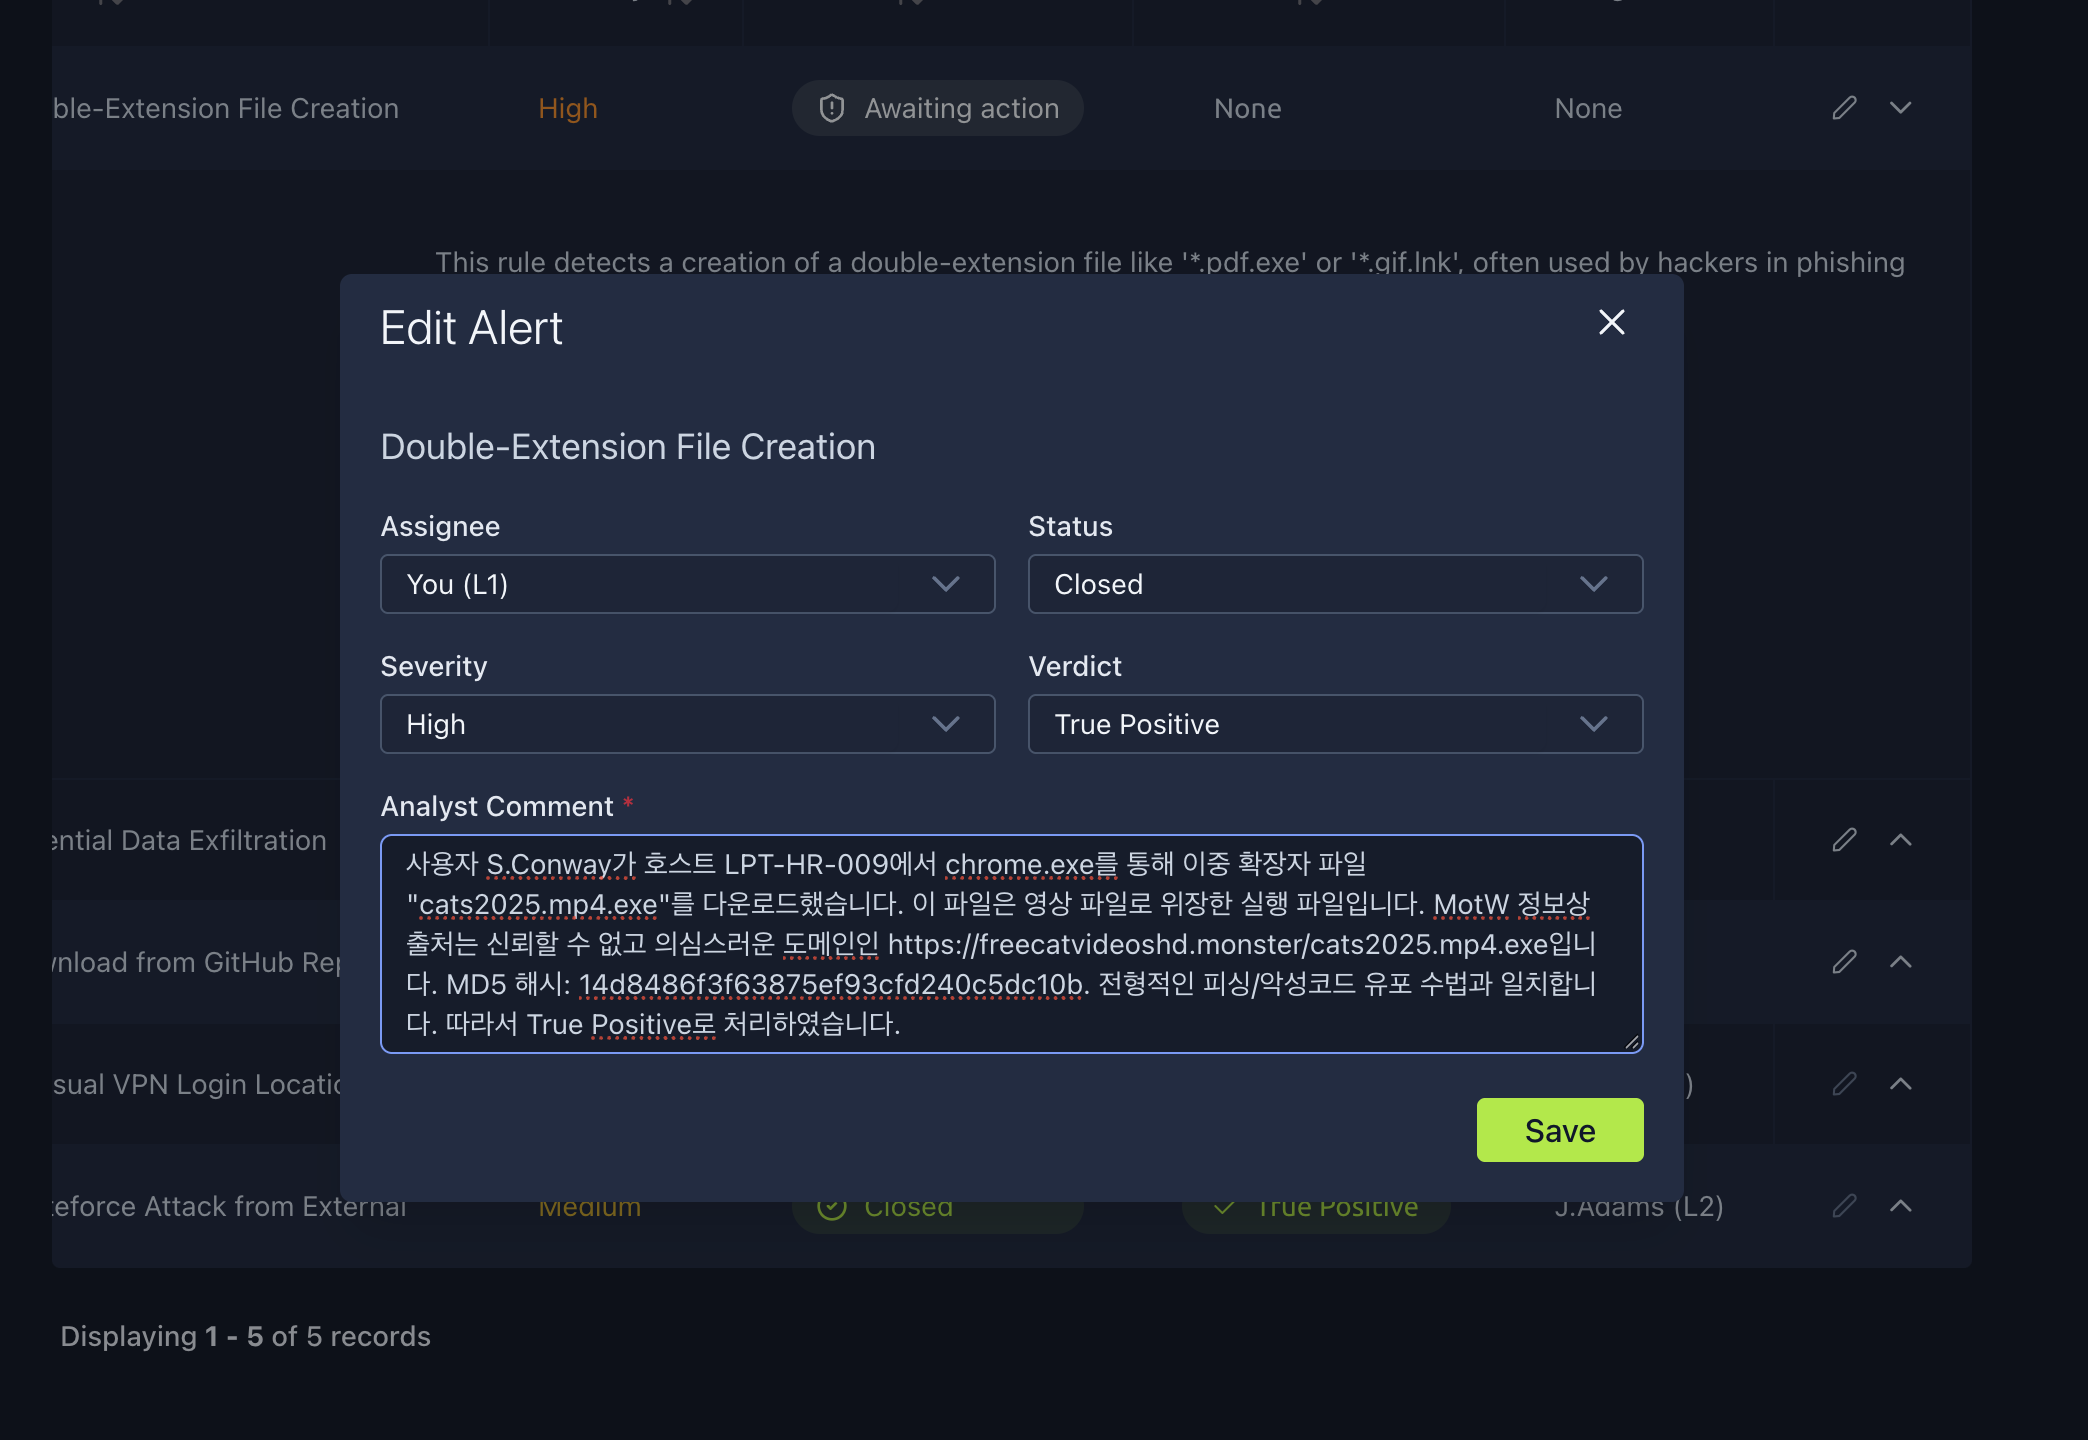 ble-Extension File Creation
High
Awaiting action
None
None
This rule detects a creation of a double-extension file like '*.pdf.exe' or '*.gif.lnk', often used by hackers in phishing
Edit Alert
Double-Extension File Creation
Assignee
Status
You (L1)
Closed
Severity
Verdict
High
True Positive
Analyst Comment *
사용자 S.Conway가 호스트 LPT-HR-009에서 chrome.exe를 통해 이중 확장자 파일
"cats2025.mp4.exe"를 다운로드했습니다. 이 파일은 영상 파일로 위장한 실행 파일입니다. MotW 정보상
출처는 신뢰할 수 없고 의심스러운 도메인인 https://freecatvideoshd.monster/cats2025.mp4.exe입니
다. MD5 해시: 14d8486f3f63875ef93cfd240c5dc10b. 전형적인 피싱/악성코드 유포 수법과 일치합니
다. 따라서 True Positive로 처리하였습니다.
Save
ential Data Exfiltration
nload from GitHub Rep
sual VPN Login Locatio
)
teforce Attack from External
Medium
Closed
True Positive
J.Adams (L2)
Displaying 1 - 5 of 5 records